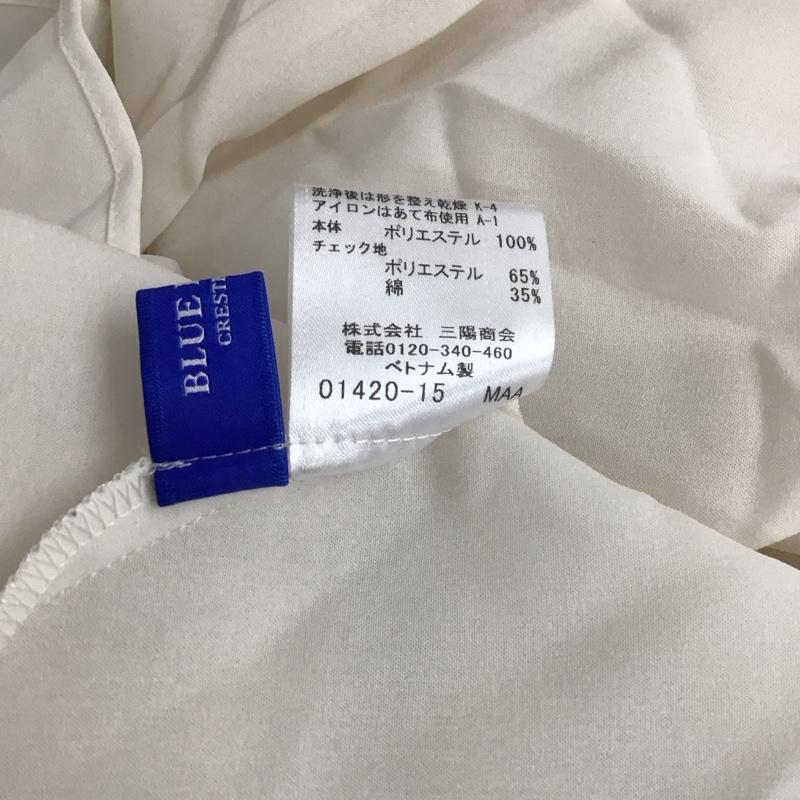 BLUE
CREST
洗浄後は形を整え乾燥 K-4
アイロンはあて布使用 A-1
本体 ポリエステル 100%
チェック地
ポリエステル 65%
綿 35%
株式会社 三陽商会
電話0120-340-460
ベトナム製
01420-15 MAA